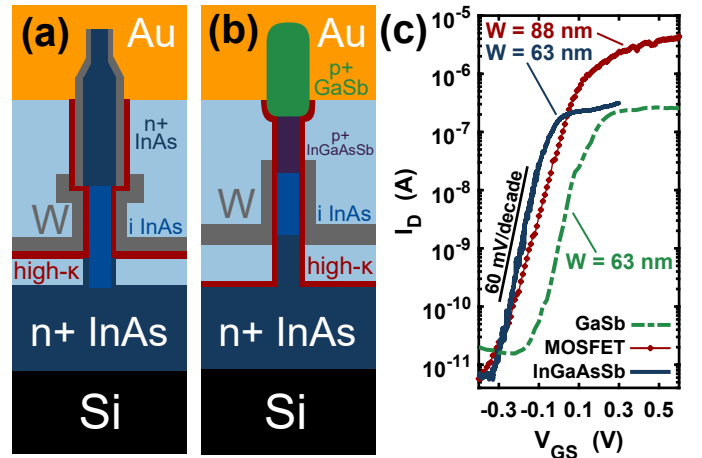 (a)
Au
n+
InAs
W
i InAs
high-κ
n+ InAs
Si
(b)
Au
p+
GaSb
p+
InGaAsSb
W
i InAs
high-κ
n+ InAs
Si
(c)
W = 88 nm
W = 63 nm
60 mV/decade
W = 63 nm
GaSb
MOSFET
InGaAsSb
I_D (A)
10⁻⁵
10⁻⁶
10⁻⁷
10⁻⁸
10⁻⁹
10⁻¹⁰
10⁻¹¹
-0.3 -0.1 0.1 0.3 0.5
V_GS (V)